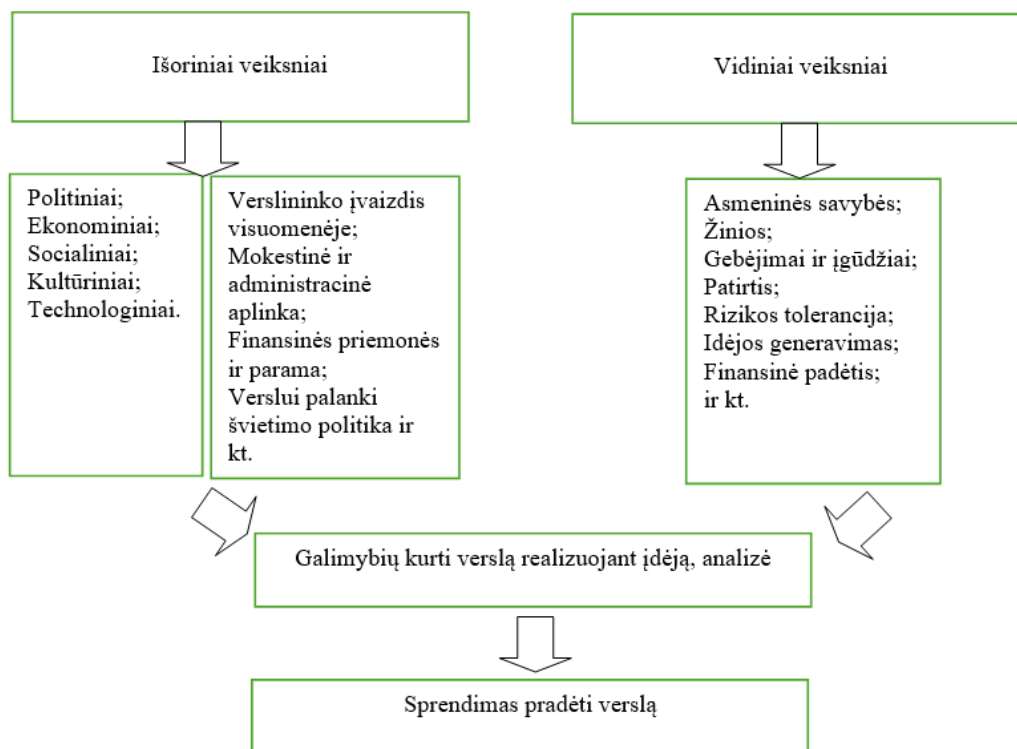 Išoriniai veiksniai
Vidiniai veiksniai
Politiniai;
Ekonominiai;
Socialiniai;
Kultūriniai;
Technologiniai.
Verslininko įvaizdis
visuomenėje;
Mokestinė ir
administracinė
aplinka;
Finansinės priemonės
ir parama;
Verslui palanki
švietimo politika ir
kt.
Asmeninės savybės;
Žinios;
Gebėjimai ir įgūdžiai;
Patirtis;
Rizikos tolerancija;
Idėjos generavimas;
Finansinė padėtis;
ir kt.
Galimybių kurti verslą realizuojant įdėją, analizė
Sprendimas pradėti verslą